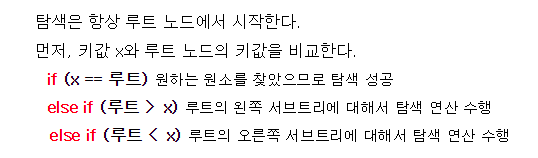 탐색은 항상 루트 노드에서 시작한다.
먼저, 키값 x와 루트 노드의 키값을 비교한다.
if (x == 루트) 원하는 원소를 찾았으므로 탐색 성공
else if (루트 > x) 루트의 왼쪽 서브트리에 대해서 탐색 연산 수행
else if (루트 < x) 루트의 오른쪽 서브트리에 대해서 탐색 연산 수행